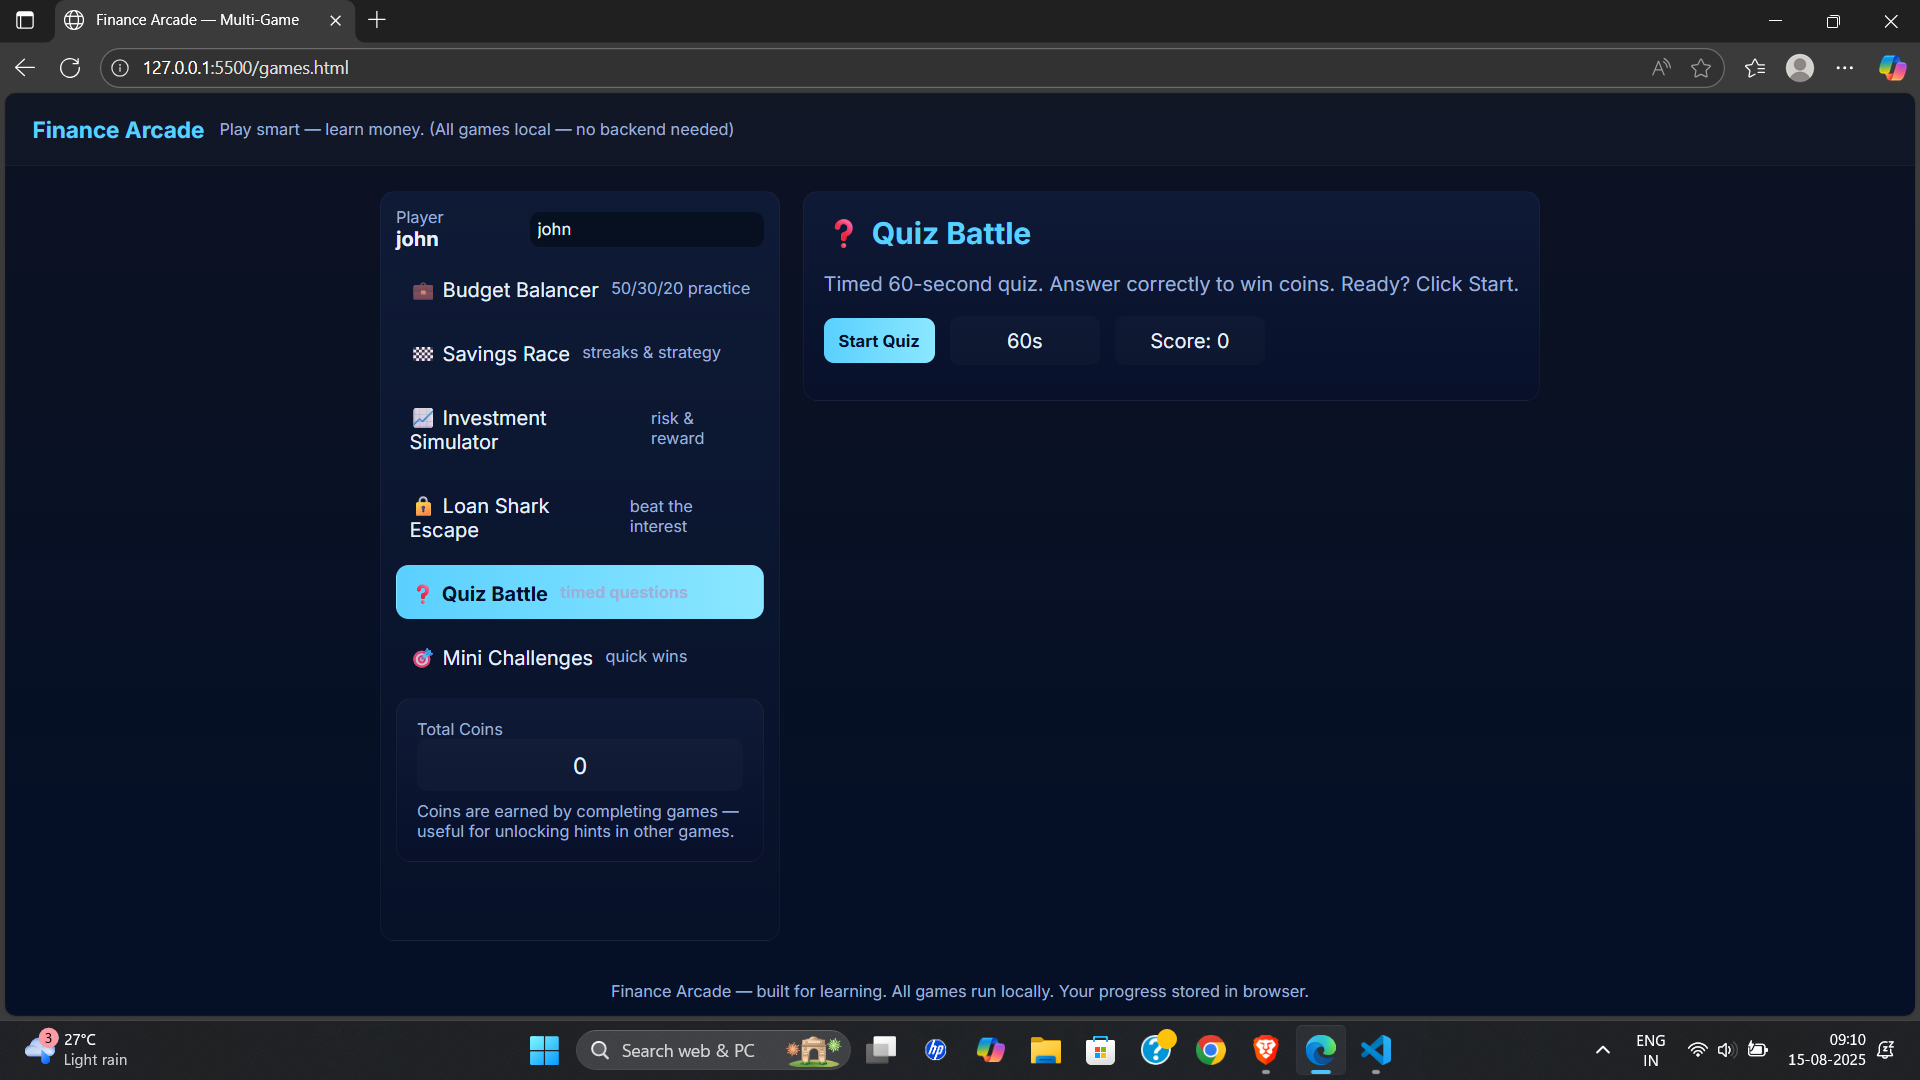 Finance Arcade — Multi-Game
127.0.0.1:5500/games.html
Finance Arcade Play smart — learn money. (All games local — no backend needed)
Player
john
john
Budget Balancer 50/30/20 practice
Savings Race streaks & strategy
Investment
Simulator
risk &
reward
Loan Shark
Escape
beat the
interest
Quiz Battle timed questions
Mini Challenges quick wins
Total Coins
0
Coins are earned by completing games —
useful for unlocking hints in other games.
Quiz Battle
Timed 60-second quiz. Answer correctly to win coins. Ready? Click Start.
Start Quiz 60s Score: 0
Finance Arcade — built for learning. All games run locally. Your progress stored in browser.
3
27°C
Light rain
Search web & PC
hp
ENG
IN
09:10
15-08-2025